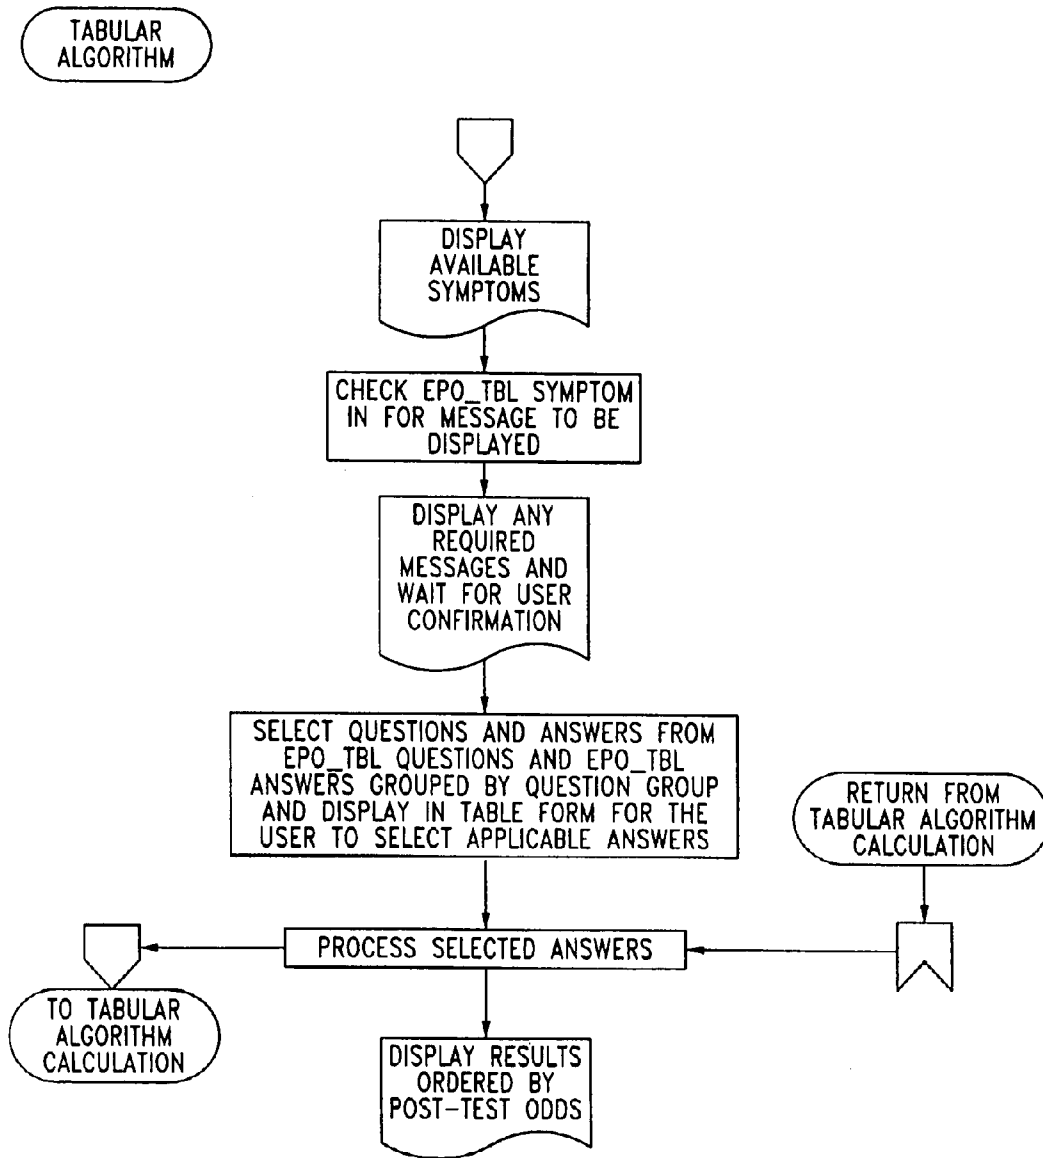 TABULAR
ALGORITHM
DISPLAY
AVAILABLE
SYMPTOMS
CHECK EPO_TBL SYMPTOM
IN FOR MESSAGE TO BE
DISPLAYED
DISPLAY ANY
REQUIRED
MESSAGES AND
WAIT FOR USER
CONFIRMATION
SELECT QUESTIONS AND ANSWERS FROM
EPO_TBL QUESTIONS AND EPO_TBL
ANSWERS GROUPED BY QUESTION GROUP
AND DISPLAY IN TABLE FORM FOR THE
USER TO SELECT APPLICABLE ANSWERS
RETURN FROM
TABULAR ALGORITHM
CALCULATION
PROCESS SELECTED ANSWERS
TO TABULAR
ALGORITHM
CALCULATION
DISPLAY RESULTS
ORDERED BY
POST-TEST ODDS